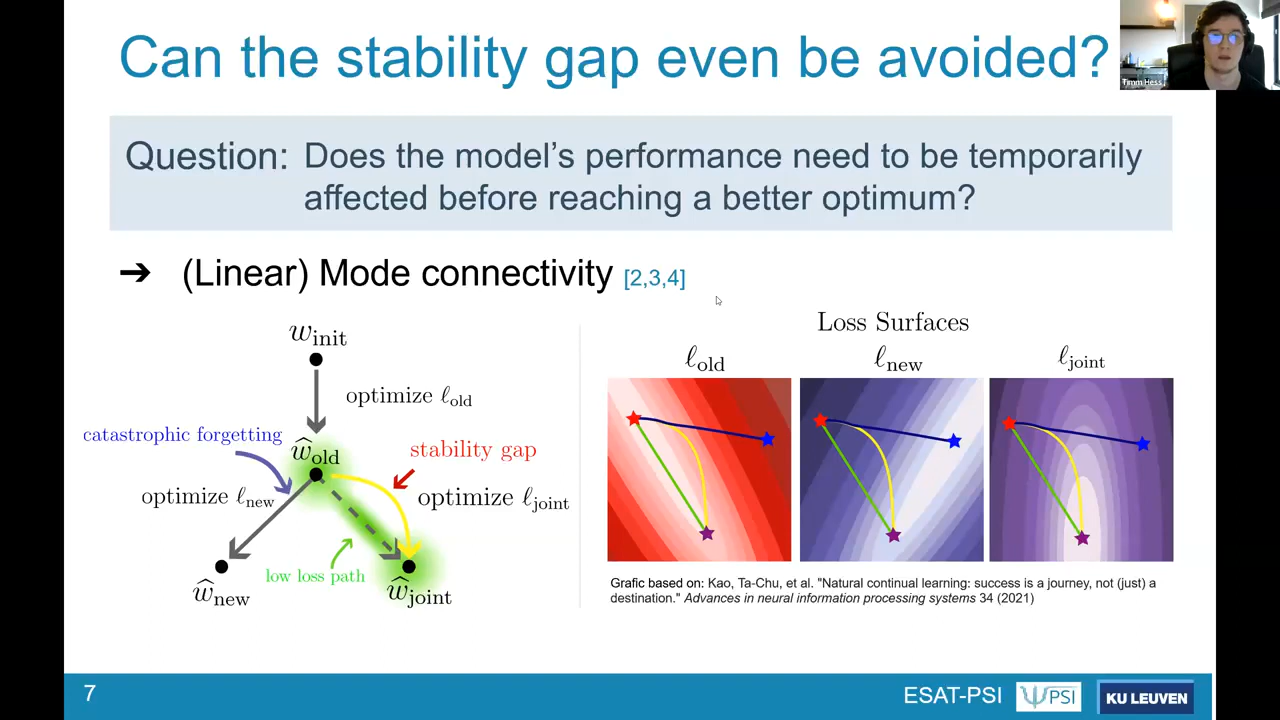 Can the stability gap even be avoided?
Timm Hess
Question: Does the model's performance need to be temporarily
affected before reaching a better optimum?
➔ (Linear) Mode connectivity [2,3,4]
w_init
optimize ℓ_old
catastrophic forgetting
ŵ_old
stability gap
optimize ℓ_new
optimize ℓ_joint
low loss path
ŵ_new
ŵ_joint
Loss Surfaces
ℓ_old ℓ_new ℓ_joint
Grafic based on: Kao, Ta-Chu, et al. "Natural continual learning: success is a journey, not (just) a
destination." Advances in neural information processing systems 34 (2021)
7
ESAT-PSI
PSI
KU LEUVEN